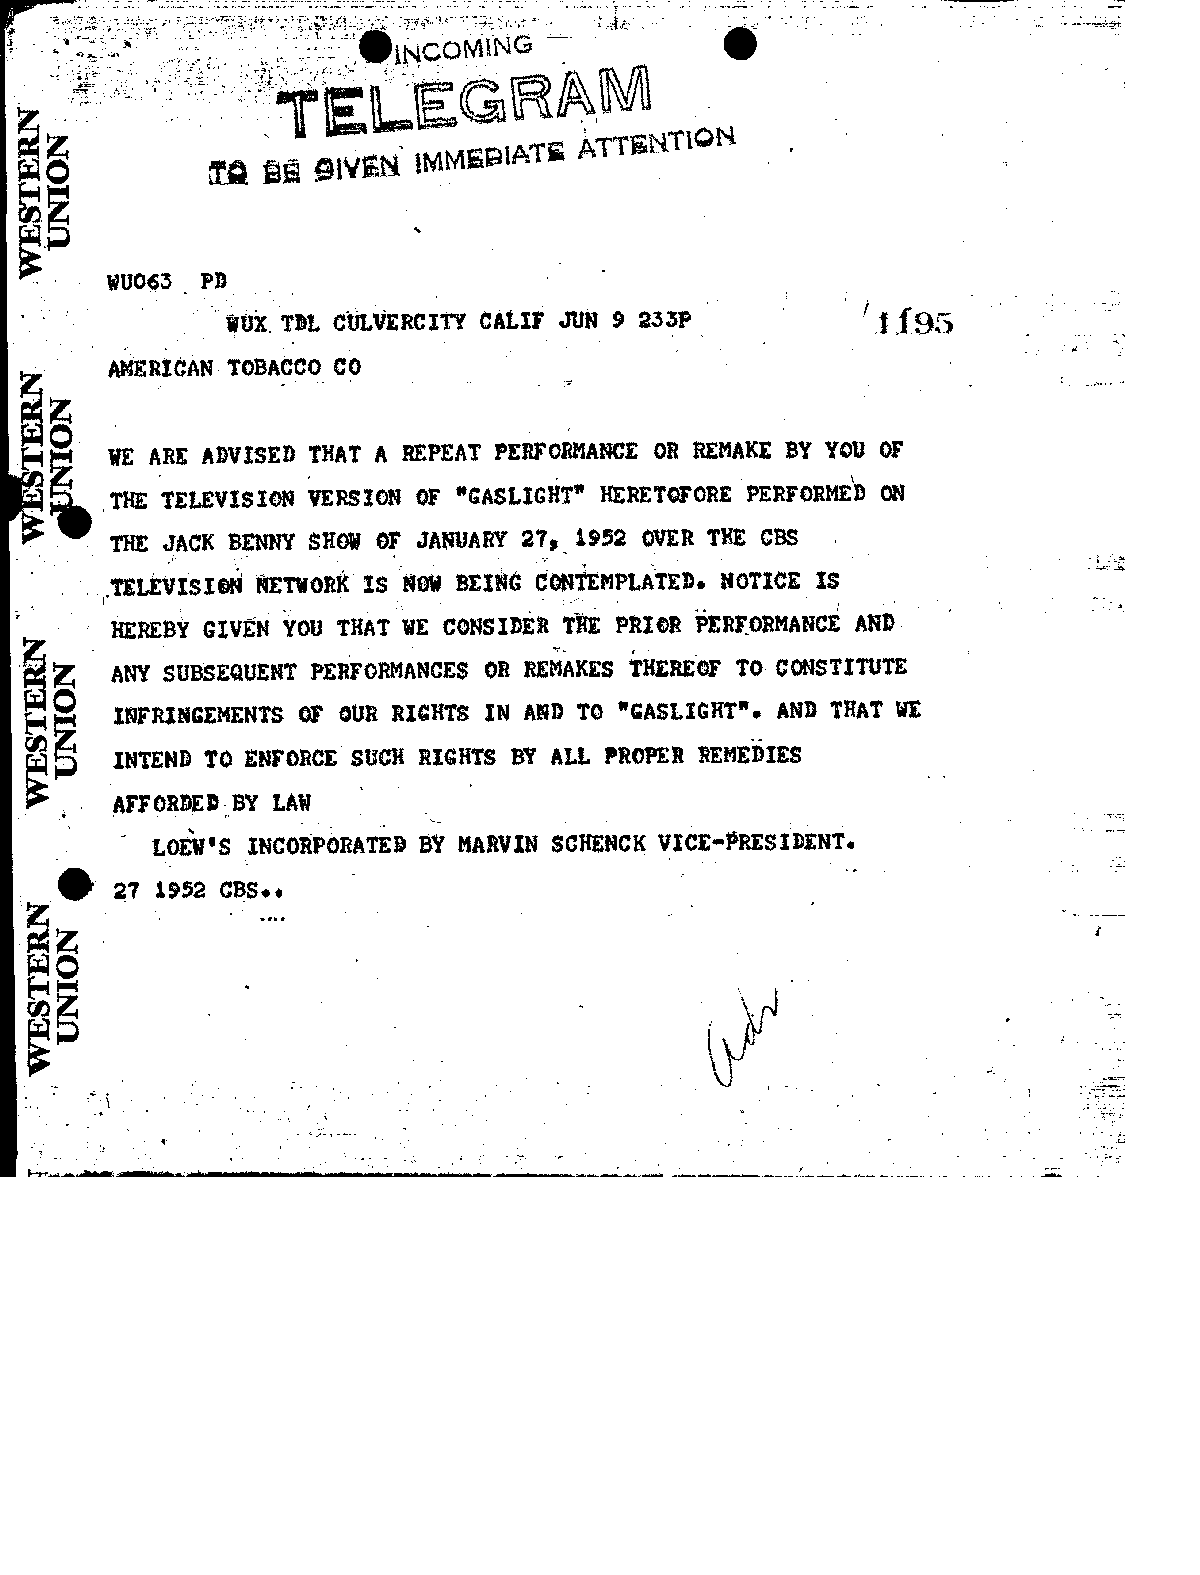 INCOMING
TELEGRAM
TO BE GIVEN IMMEDIATE ATTENTION
WESTERN
UNION
WESTERN
UNION
WESTERN
UNION
WESTERN
UNION
WU063 PD
WUX TDL CULVERCITY CALIF JUN 9 233P
1195
AMERICAN TOBACCO CO
WE ARE ADVISED THAT A REPEAT PERFORMANCE OR REMAKE BY YOU OF
THE TELEVISION VERSION OF "GASLIGHT" HERETOFORE PERFORMED ON
THE JACK BENNY SHOW OF JANUARY 27, 1952 OVER THE CBS
TELEVISION NETWORK IS NOW BEING CONTEMPLATED. NOTICE IS
HEREBY GIVEN YOU THAT WE CONSIDER THE PRIOR PERFORMANCE AND
ANY SUBSEQUENT PERFORMANCES OR REMAKES THEREOF TO CONSTITUTE
INFRINGEMENTS OF OUR RIGHTS IN AND TO "GASLIGHT". AND THAT WE
INTEND TO ENFORCE SUCH RIGHTS BY ALL PROPER REMEDIES
AFFORDED BY LAW
LOEW'S INCORPORATED BY MARVIN SCHENCK VICE-PRESIDENT.
27 1952 CBS..